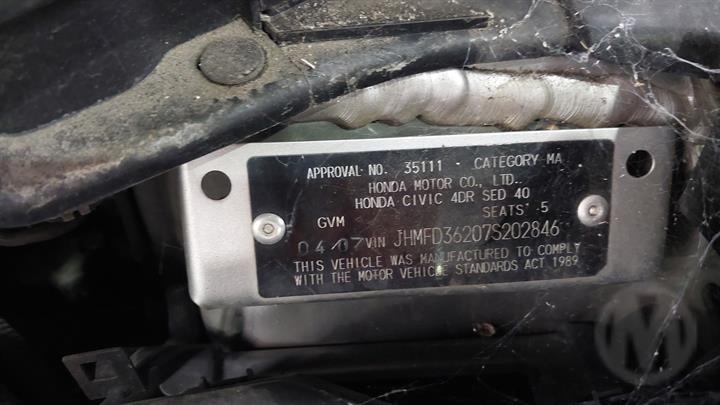 APPROVAL NO. 35111 - CATEGORY MA
HONDA MOTOR CO., LTD.
HONDA CIVIC 4DR SED 40
GVM SEATS 5
04/07 VIN JHMFD36207S202846
THIS VEHICLE WAS MANUFACTURED TO COMPLY
WITH THE MOTOR VEHICLE STANDARDS ACT 1989
M